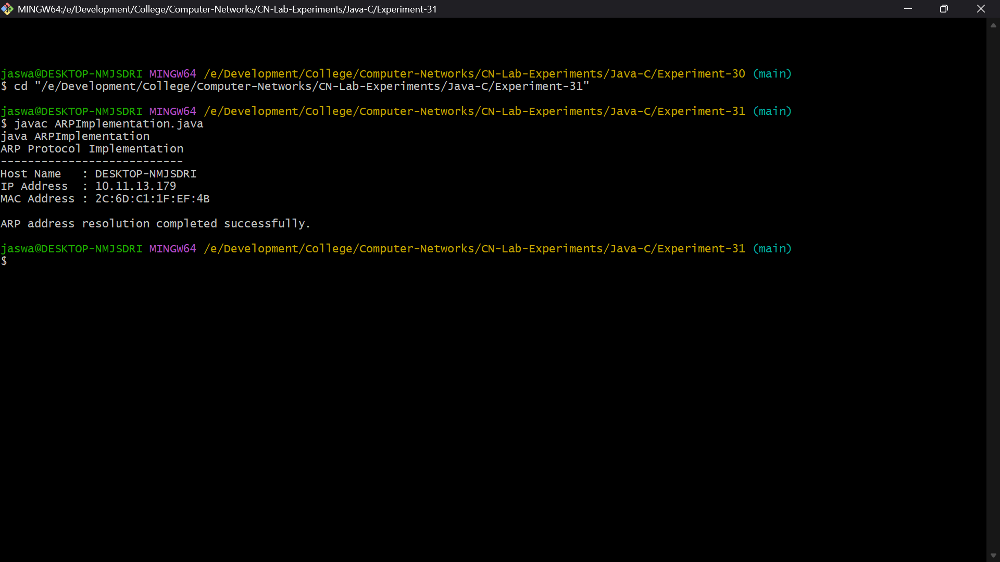 MINGW64:/e/Development/College/Computer-Networks/CN-Lab-Experiments/Java-C/Experiment-31
jaswa@DESKTOP-NMJSDRI MINGW64 /e/Development/College/Computer-Networks/CN-Lab-Experiments/Java-C/Experiment-30 (main)
$ cd "/e/Development/College/Computer-Networks/CN-Lab-Experiments/Java-C/Experiment-31"
jaswa@DESKTOP-NMJSDRI MINGW64 /e/Development/College/Computer-Networks/CN-Lab-Experiments/Java-C/Experiment-31 (main)
$ javac ARPImplementation.java
java ARPImplementation
ARP Protocol Implementation
---------------------------
Host Name   : DESKTOP-NMJSDRI
IP Address  : 10.11.13.179
MAC Address : 2C:6D:C1:1F:EF:4B
ARP address resolution completed successfully.
jaswa@DESKTOP-NMJSDRI MINGW64 /e/Development/College/Computer-Networks/CN-Lab-Experiments/Java-C/Experiment-31 (main)
$